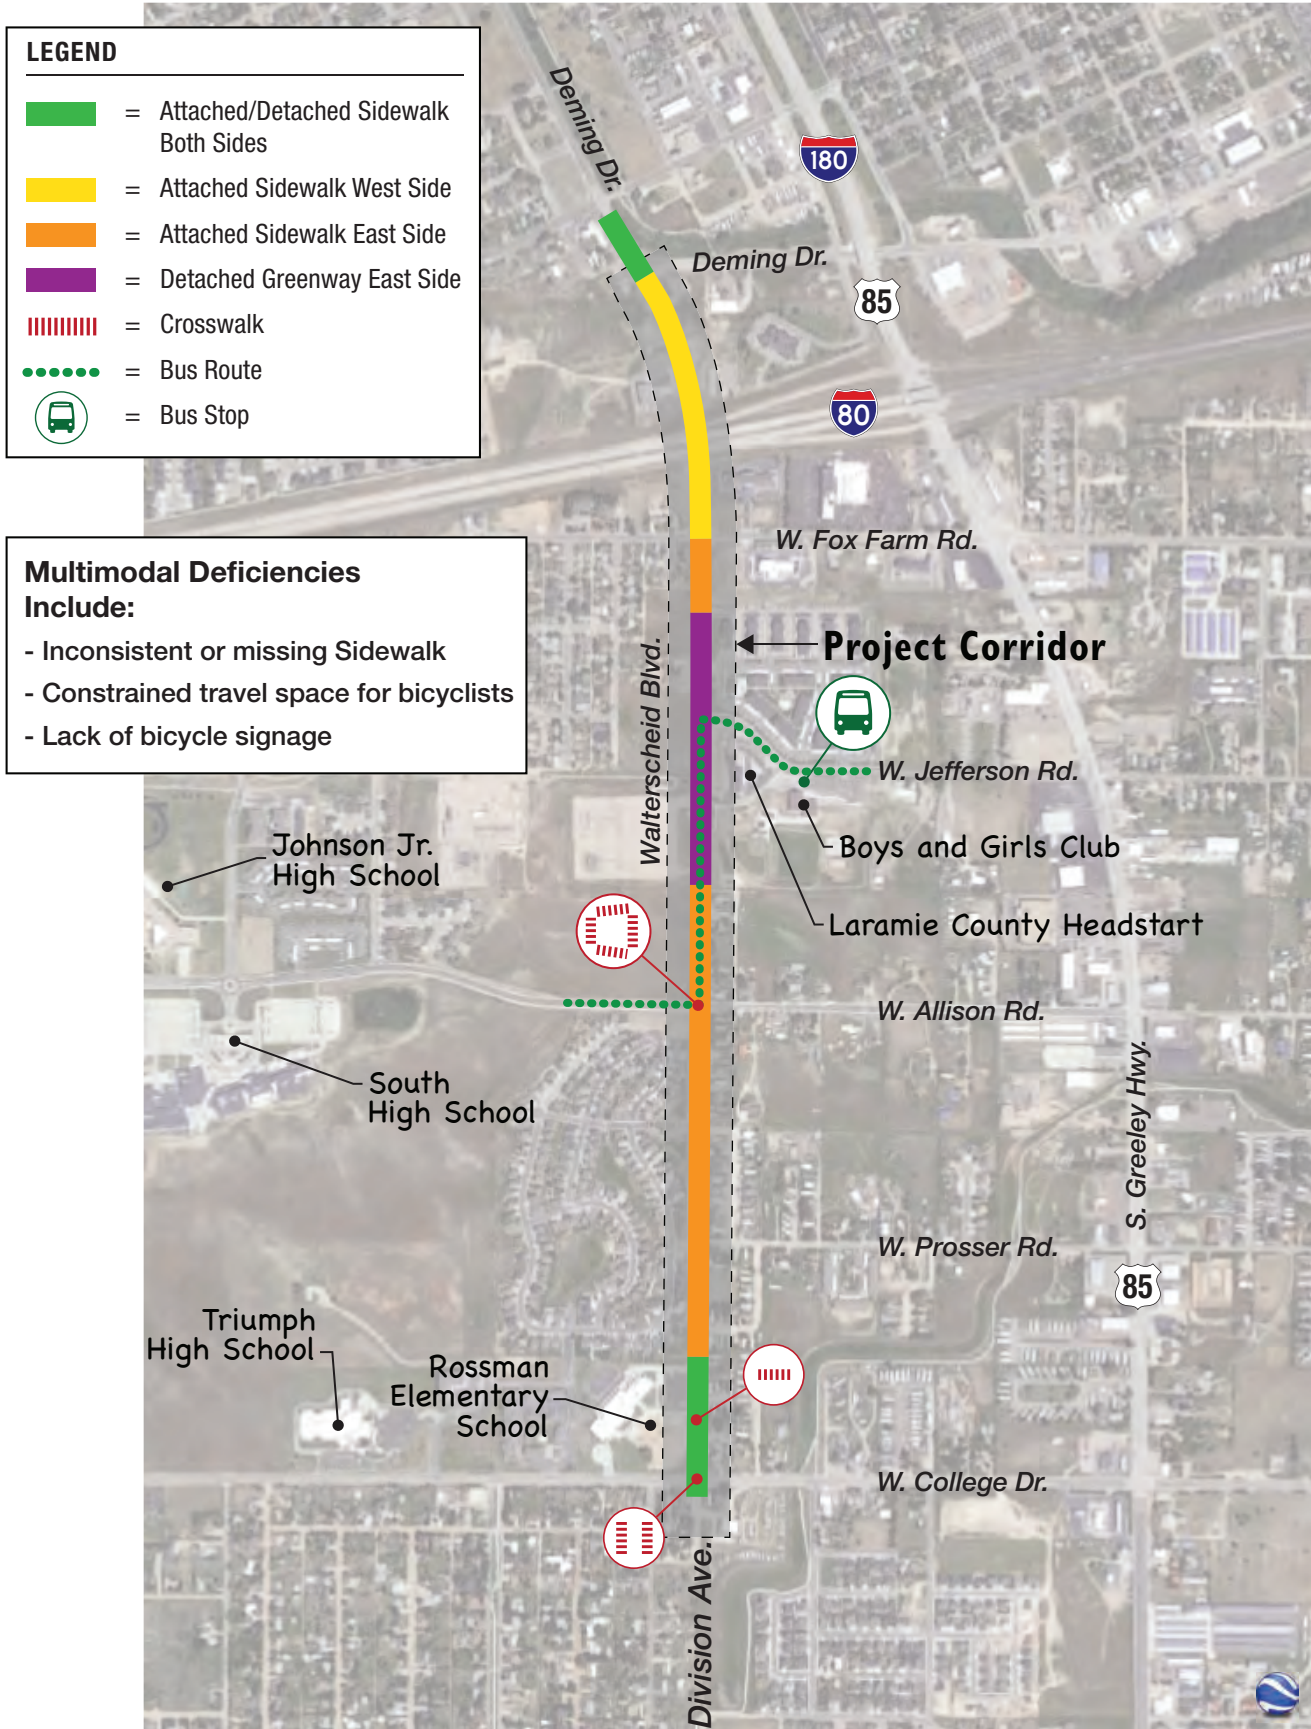 LEGEND
= Attached/Detached Sidewalk
Both Sides
= Attached Sidewalk West Side
= Attached Sidewalk East Side
= Detached Greenway East Side
= Crosswalk
= Bus Route
= Bus Stop
Multimodal Deficiencies
Include:
- Inconsistent or missing Sidewalk
- Constrained travel space for bicyclists
- Lack of bicycle signage
Deming Dr.
180
Deming Dr.
85
80
W. Fox Farm Rd.
Project Corridor
Walterscheid Blvd.
W. Jefferson Rd.
Boys and Girls Club
Laramie County Headstart
Johnson Jr.
High School
W. Allison Rd.
South
High School
S. Greeley Hwy.
W. Prosser Rd.
85
Triumph
High School
Rossman
Elementary
School
W. College Dr.
Division Ave.